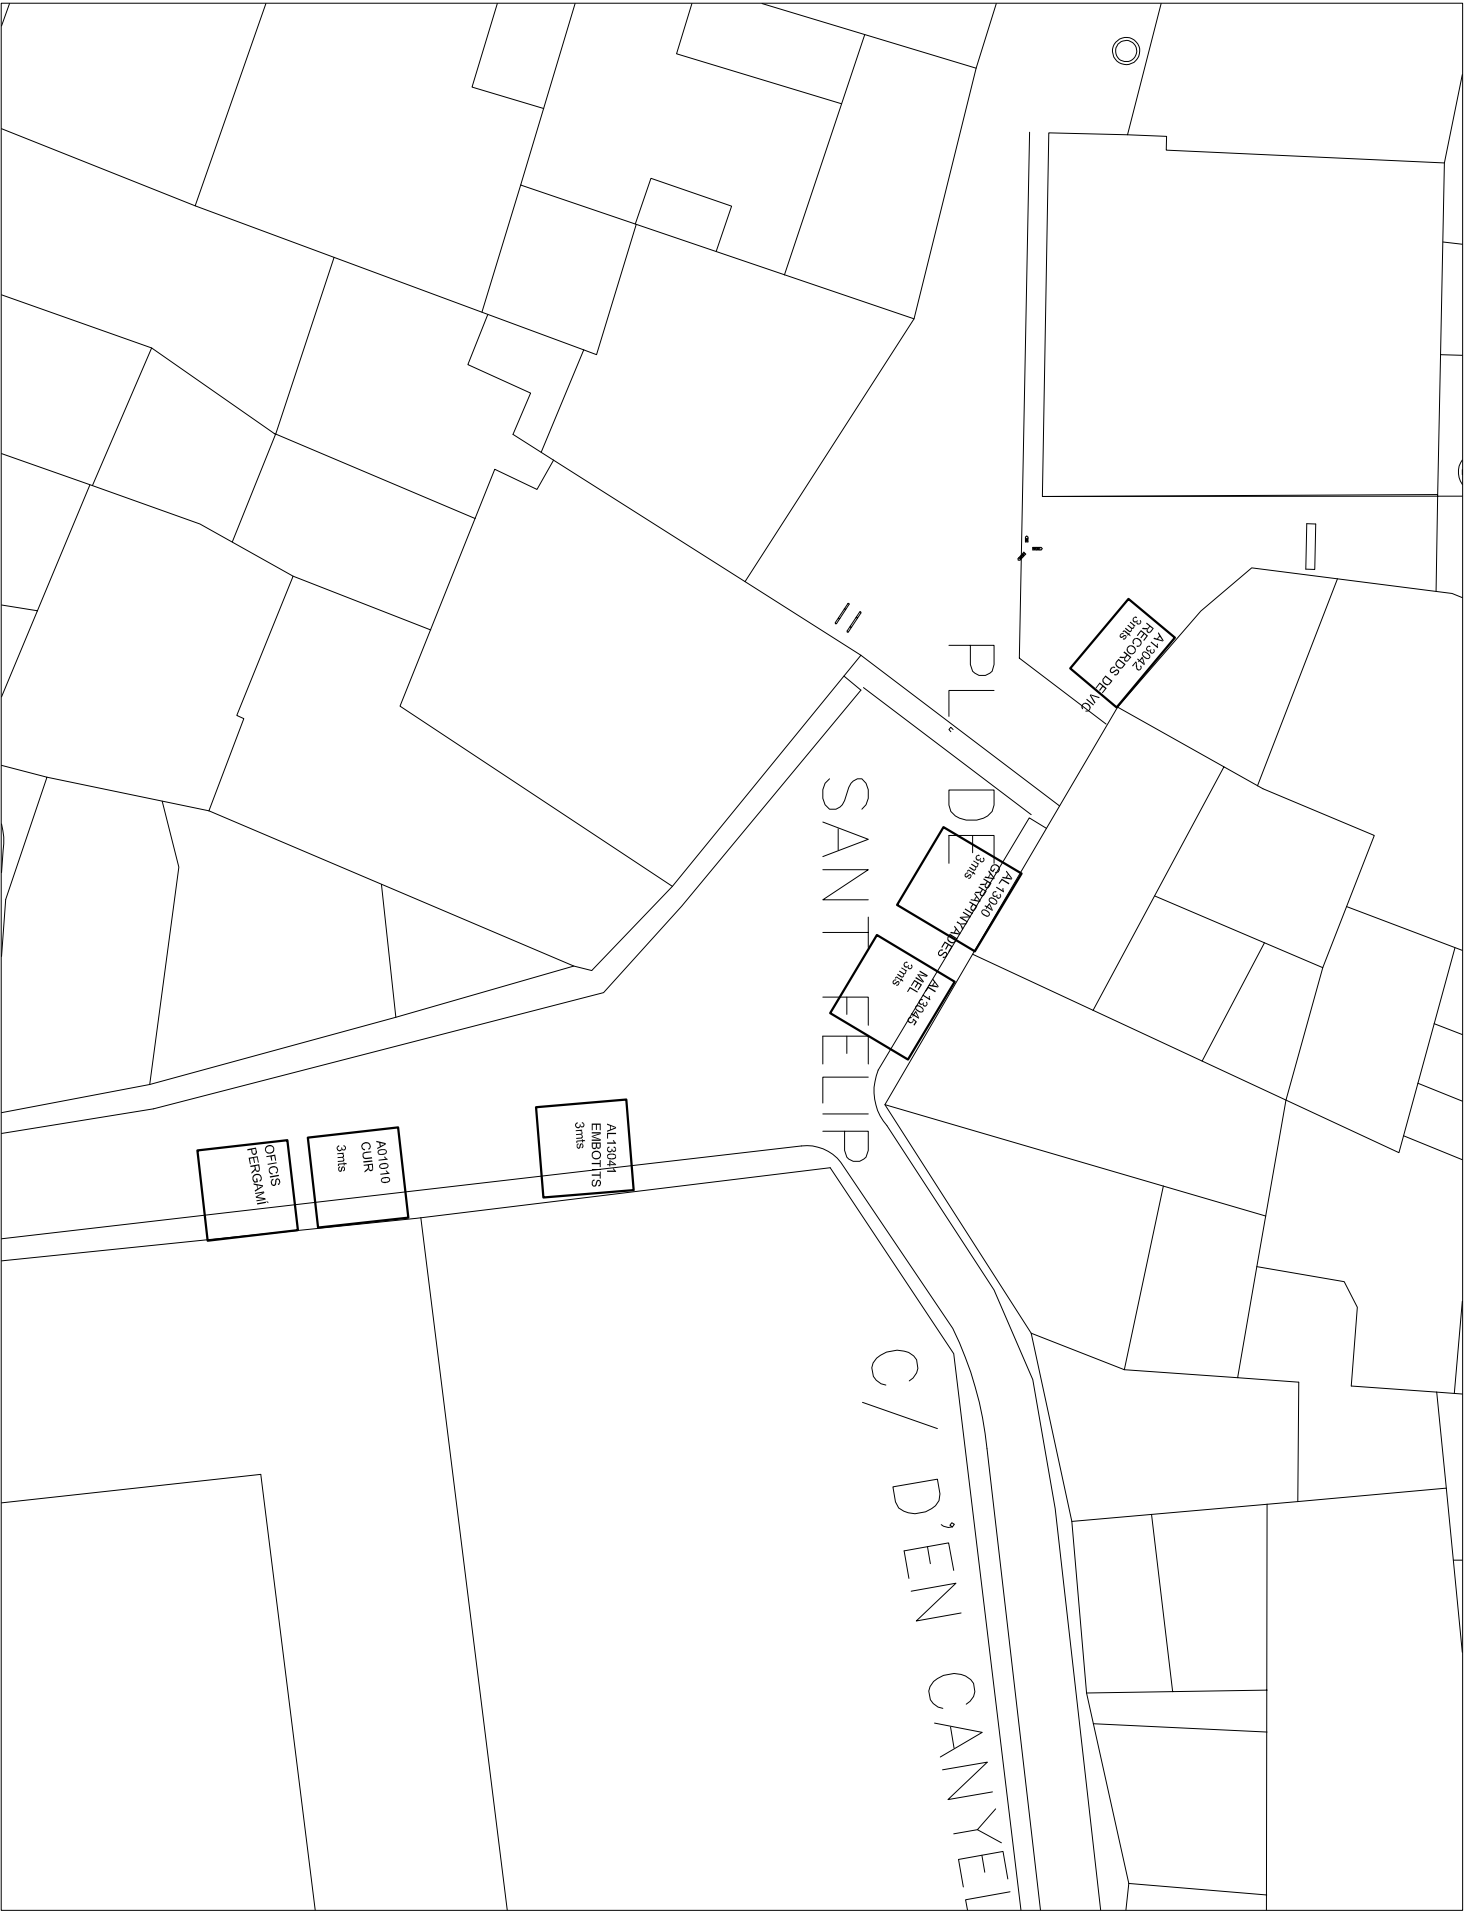 PL. DE
SANT FELIP
C/ D'EN CANYEL
A13042
RECORDS DE VIC
3mts
AL13040
GARRAPINYADES
3mts
AL13045
MEL
3mts
AL13041
EMBOTITS
3mts
A01010
CUIR
3mts
OFICIS
PERGAMÍ